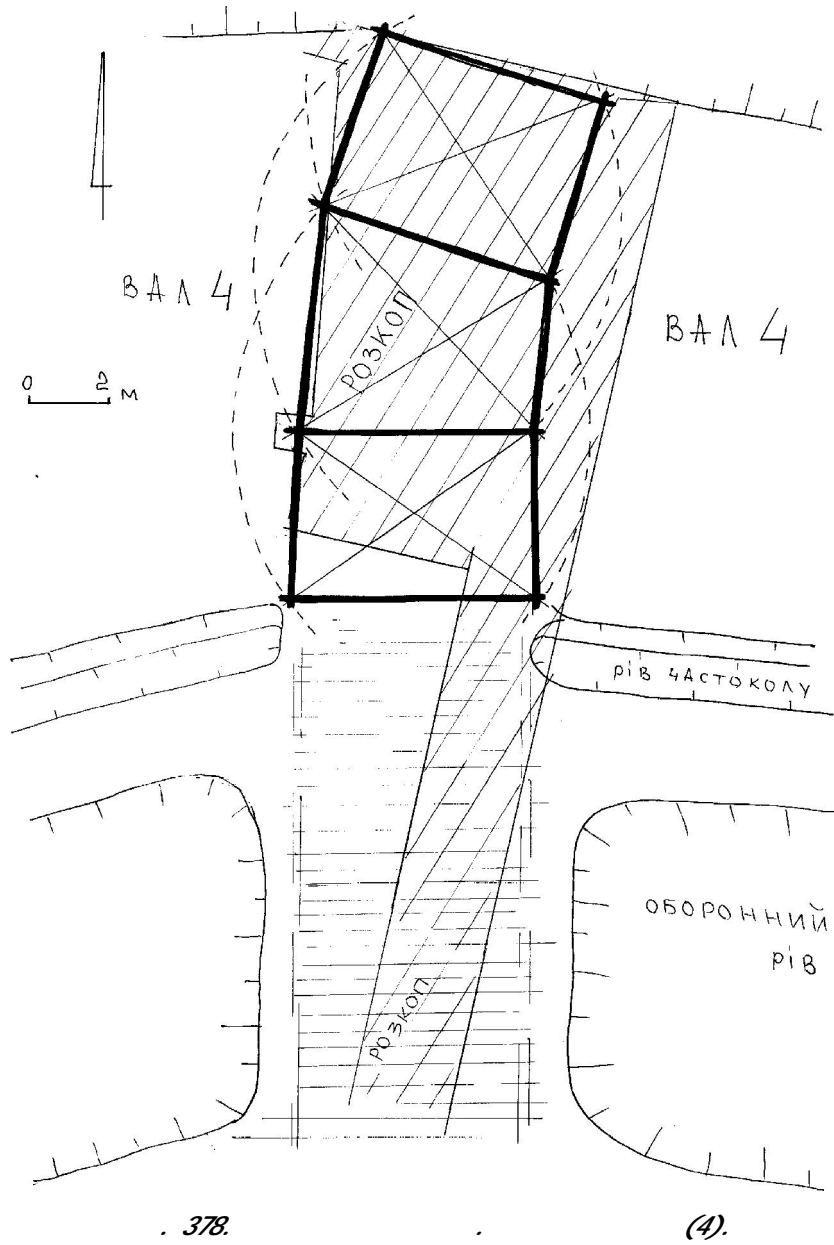 ВАЛ 4
ВАЛ 4
РОЗКОП
0 2 м
рів частоколу
ОБОРОННИЙ
рів
РОЗКОП
. 378. . (4).